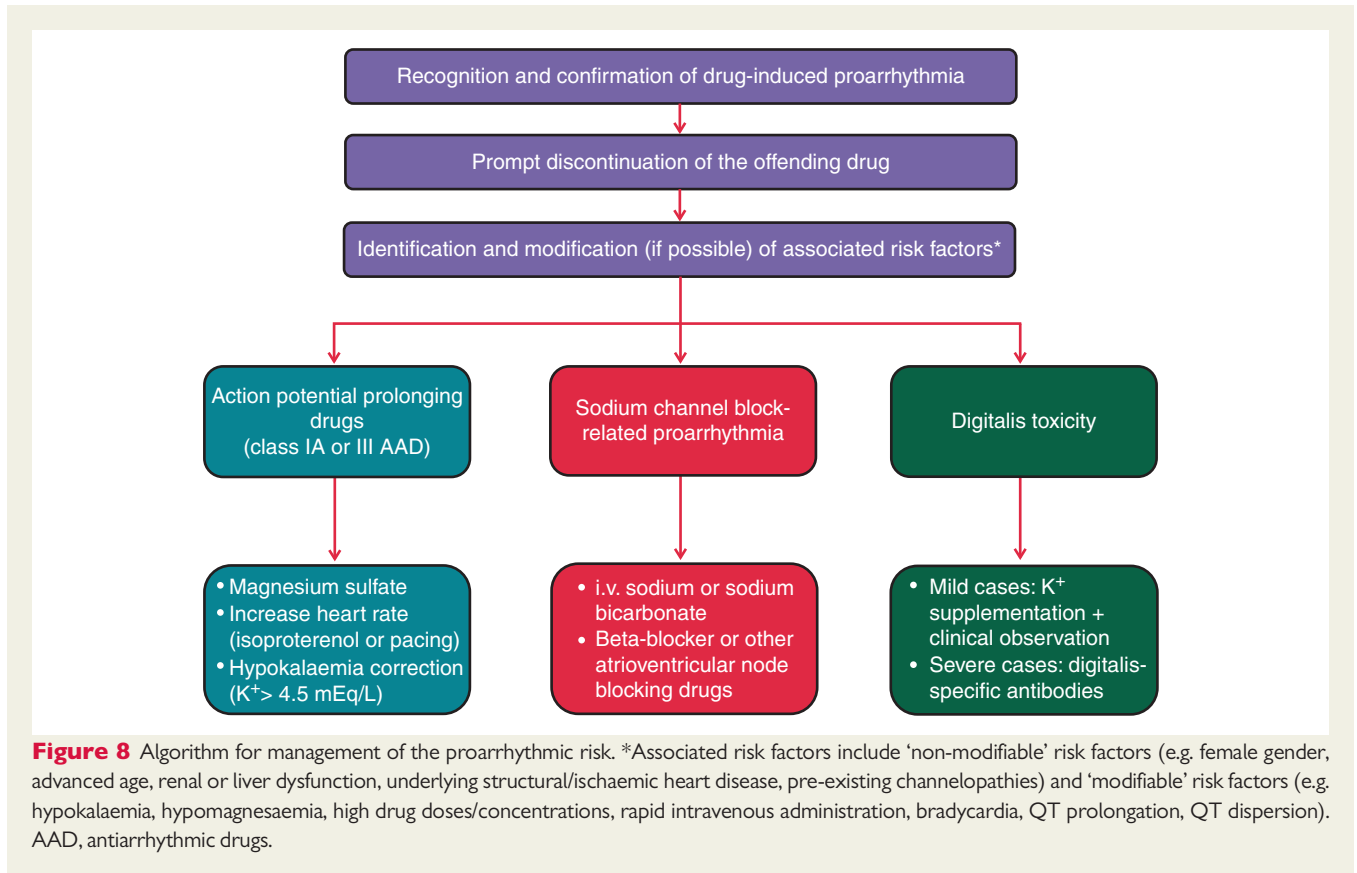 Recognition and confirmation of drug-induced proarrhythmia
Prompt discontinuation of the offending drug
Identification and modification (if possible) of associated risk factors*
Action potential prolonging
drugs
(class IA or III AAD)
Sodium channel block-
related proarrhythmia
Digitalis toxicity
• Magnesium sulfate
• Increase heart rate
(isoproterenol or pacing)
• Hypokalaemia correction
(K⁺> 4.5 mEq/L)
• i.v. sodium or sodium
bicarbonate
• Beta-blocker or other
atrioventricular node
blocking drugs
• Mild cases: K⁺
supplementation +
clinical observation
• Severe cases: digitalis-
specific antibodies
Figure 8 Algorithm for management of the proarrhythmic risk. *Associated risk factors include ‘non-modifiable’ risk factors (e.g. female gender,
advanced age, renal or liver dysfunction, underlying structural/ischaemic heart disease, pre-existing channelopathies) and ‘modifiable’ risk factors (e.g.
hypokalaemia, hypomagnesaemia, high drug doses/concentrations, rapid intravenous administration, bradycardia, QT prolongation, QT dispersion).
AAD, antiarrhythmic drugs.